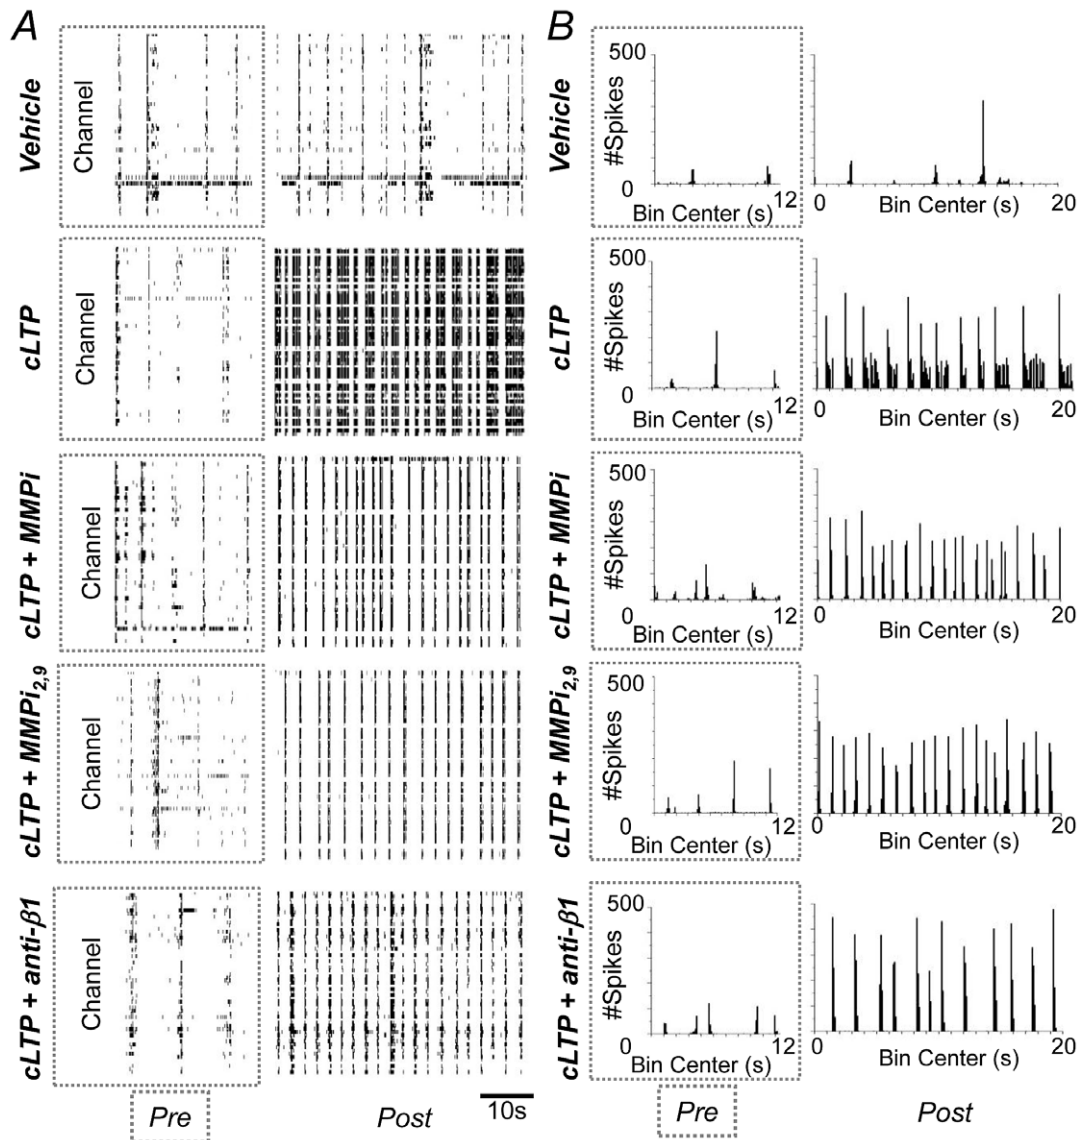 A
B
Vehicle
Channel
500
#Spikes
0
12
Bin Center (s)
0
20
Bin Center (s)
cLTP
Channel
500
#Spikes
0
12
Bin Center (s)
0
20
Bin Center (s)
cLTP + MMPi
Channel
500
#Spikes
0
12
Bin Center (s)
0
20
Bin Center (s)
cLTP + MMPi2,9
Channel
500
#Spikes
0
12
Bin Center (s)
0
20
Bin Center (s)
cLTP + anti-β1
Channel
500
#Spikes
0
12
Bin Center (s)
0
20
Bin Center (s)
Pre
Post
10s
Pre
Post
cLTP
cLTP + MMPi
cLTP + MMPi2,9
cLTP + anti-β1
Vehicle